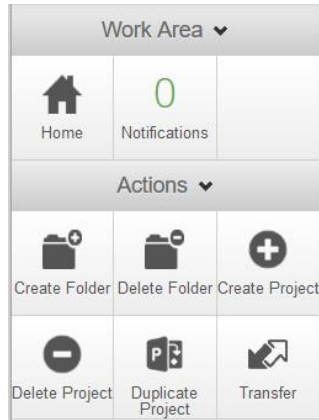 Work Area
Home
0
Notifications
Actions
Create Folder
Delete Folder
Create Project
Delete Project
P
Duplicate
Project
Transfer